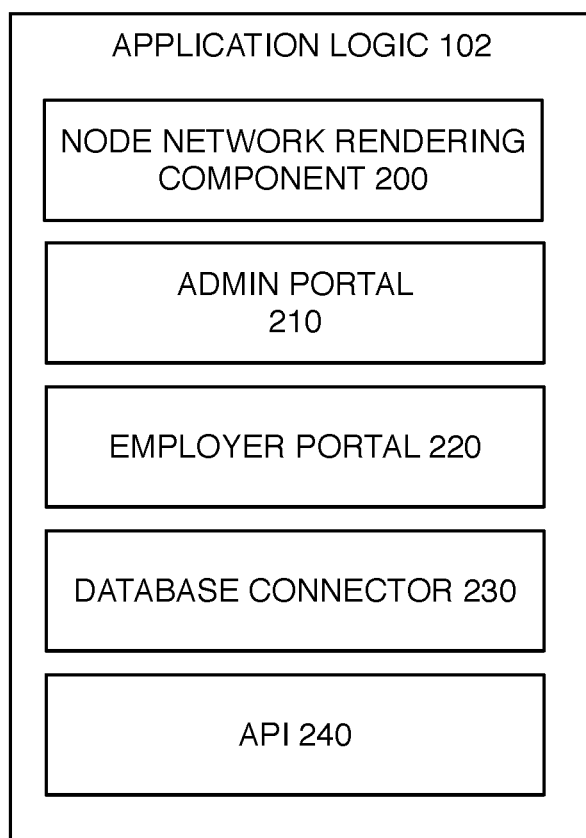 APPLICATION LOGIC 102
NODE NETWORK RENDERING
COMPONENT 200
ADMIN PORTAL
210
EMPLOYER PORTAL 220
DATABASE CONNECTOR 230
API 240